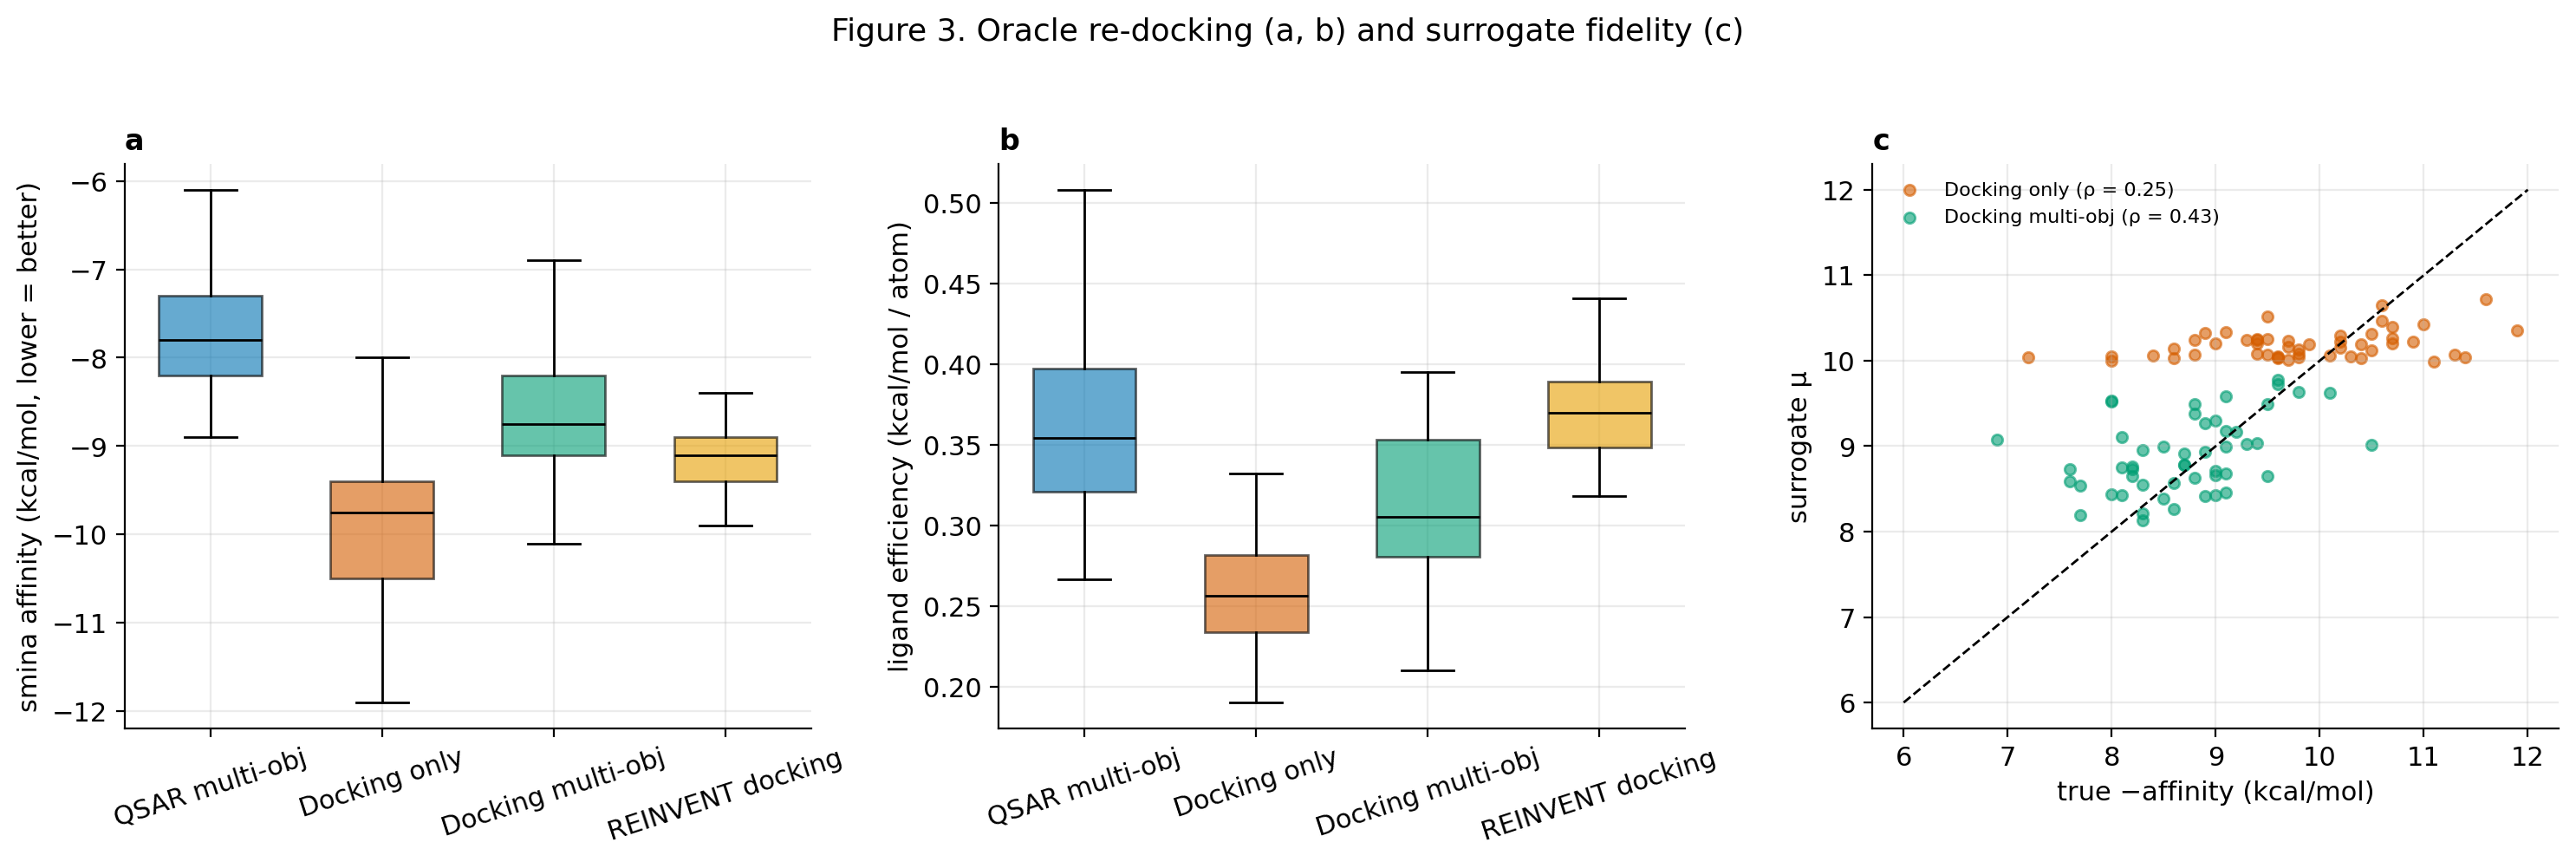 Figure 3. Oracle re-docking (a, b) and surrogate fidelity (c)
a
smina affinity (kcal/mol, lower = better)
−6
−7
−8
−9
−10
−11
−12
QSAR multi-obj
Docking only
Docking multi-obj
REINVENT docking
b
ligand efficiency (kcal/mol / atom)
0.50
0.45
0.40
0.35
0.30
0.25
0.20
QSAR multi-obj
Docking only
Docking multi-obj
REINVENT docking
c
surrogate μ
12
11
10
9
8
7
6
Docking only (ρ = 0.25)
Docking multi-obj (ρ = 0.43)
6 7 8 9 10 11 12
true −affinity (kcal/mol)